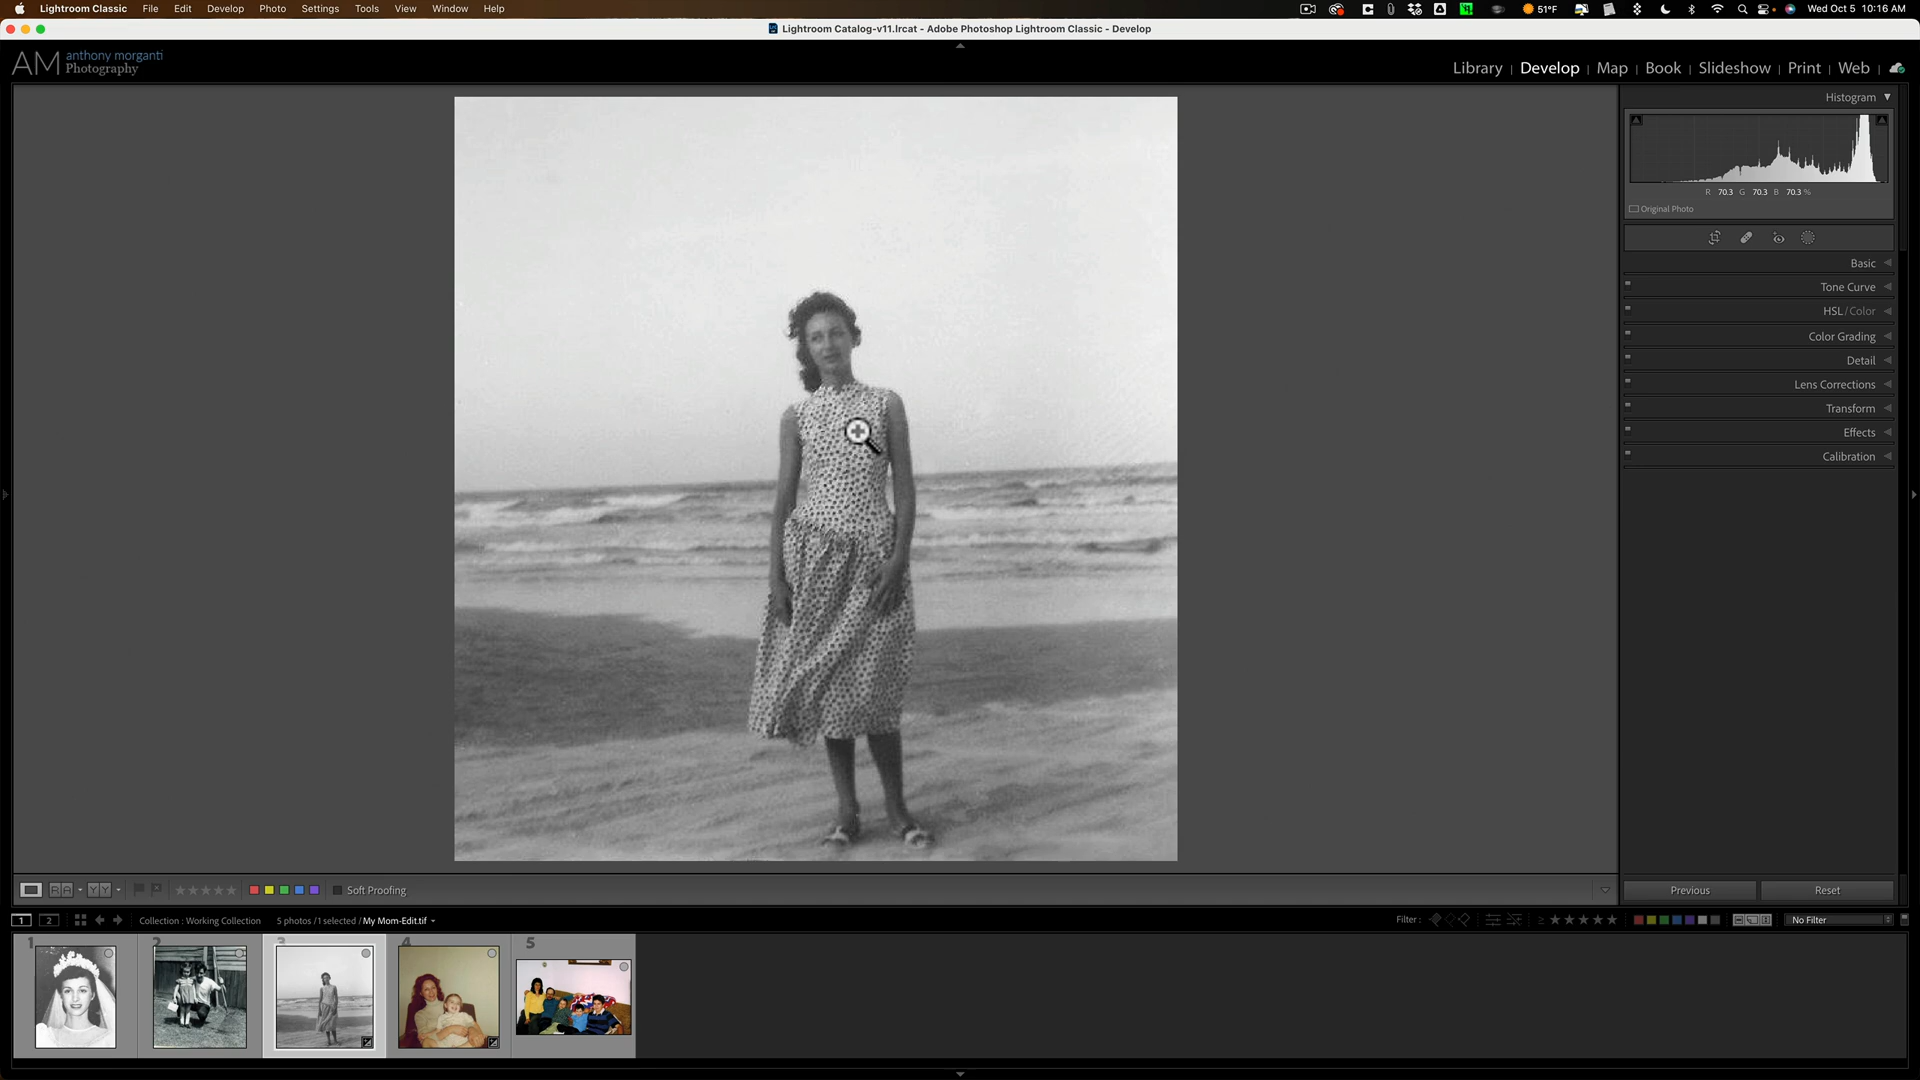 Lightroom Classic File Edit Develop Photo Settings Tools View Window Help 51°F Wed Oct 5 10:16 AM
Lightroom Catalog-v11.lrcat - Adobe Photoshop Lightroom Classic - Develop
AM anthony morganti
Photography
Library | Develop | Map | Book | Slideshow | Print | Web
Histogram
R 70.3 G 70.3 B 70.3 %
Original Photo
Basic
Tone Curve
HSL / Color
Color Grading
Detail
Lens Corrections
Transform
Effects
Calibration
Previous Reset
R A Y Y Soft Proofing
1 2 Collection : Working Collection 5 photos / 1 selected / My Mom-Edit.tif Filter : No Filter
1 2 3 4 5